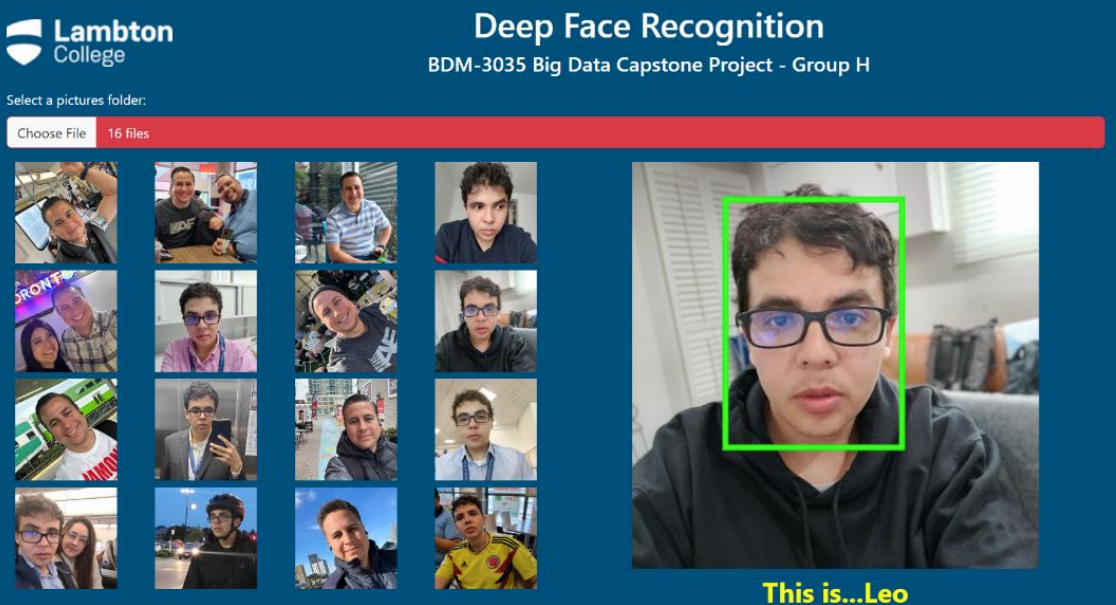 Lambton
College
Deep Face Recognition
BDM-3035 Big Data Capstone Project - Group H
Select a pictures folder:
Choose File 16 files
RONTO
This is...Leo